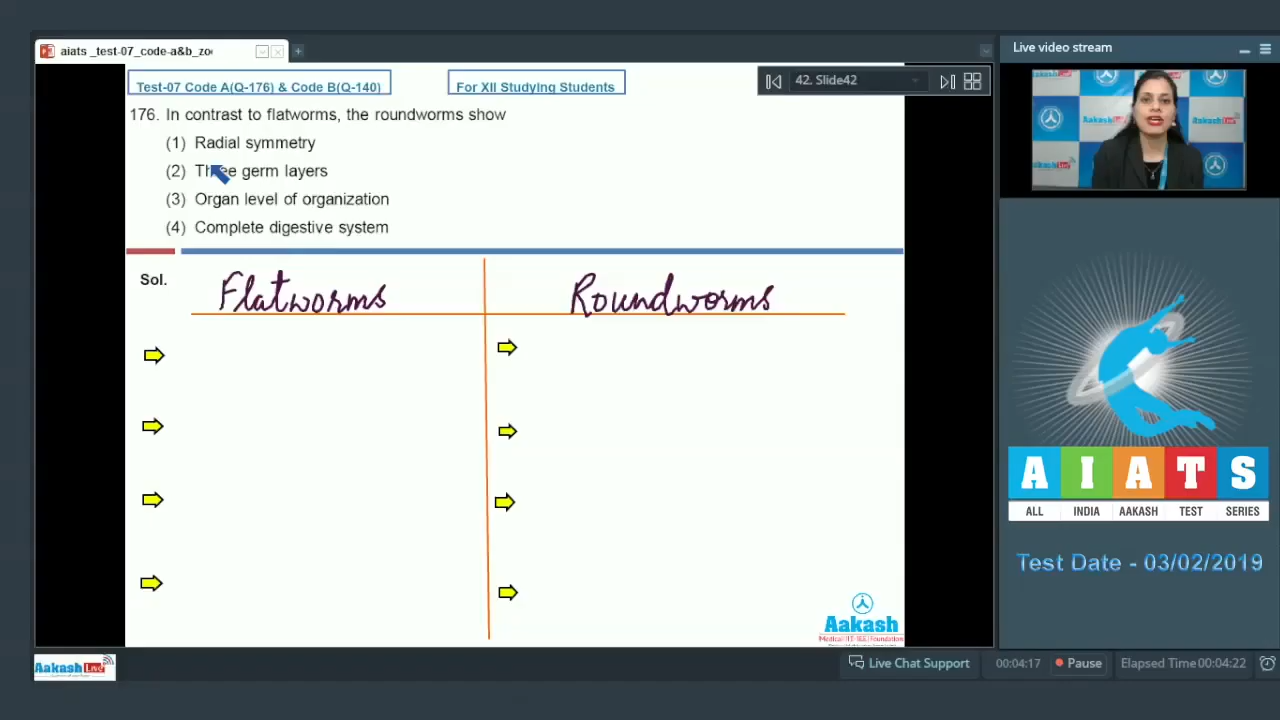 aiats _test-07_code-a&b_zo
Live video stream
Test-07 Code A(Q-176) & Code B(Q-140)
For XII Studying Students
42. Slide42
176. In contrast to flatworms, the roundworms show
(1) Radial symmetry
(2) Three germ layers
(3) Organ level of organization
(4) Complete digestive system
Sol.
Flatworms
Roundworms
AakashLive
A I A T S
ALL INDIA AAKASH TEST SERIES
Test Date - 03/02/2019
Aakash
Medical|IIT-JEE|Foundations
AakashLive
Live Chat Support
00:04:17
Pause
Elapsed Time 00:04:22